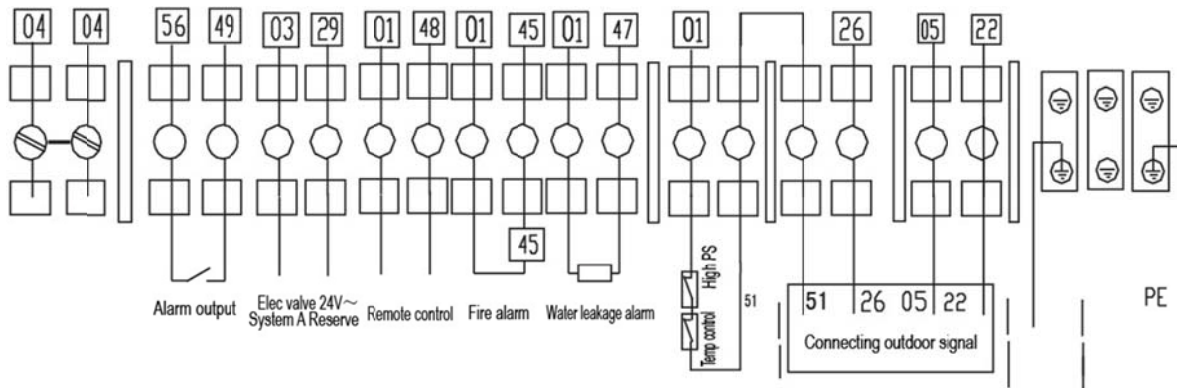 04 04 56 49 03 29 01 48 01 45 01 47 01 26 05 22
45
High PS
Temp control
51
51 26 05 22
Connecting outdoor signal
PE
Alarm output
Elec valve 24V~
System A Reserve
Remote control
Fire alarm
Water leakage alarm